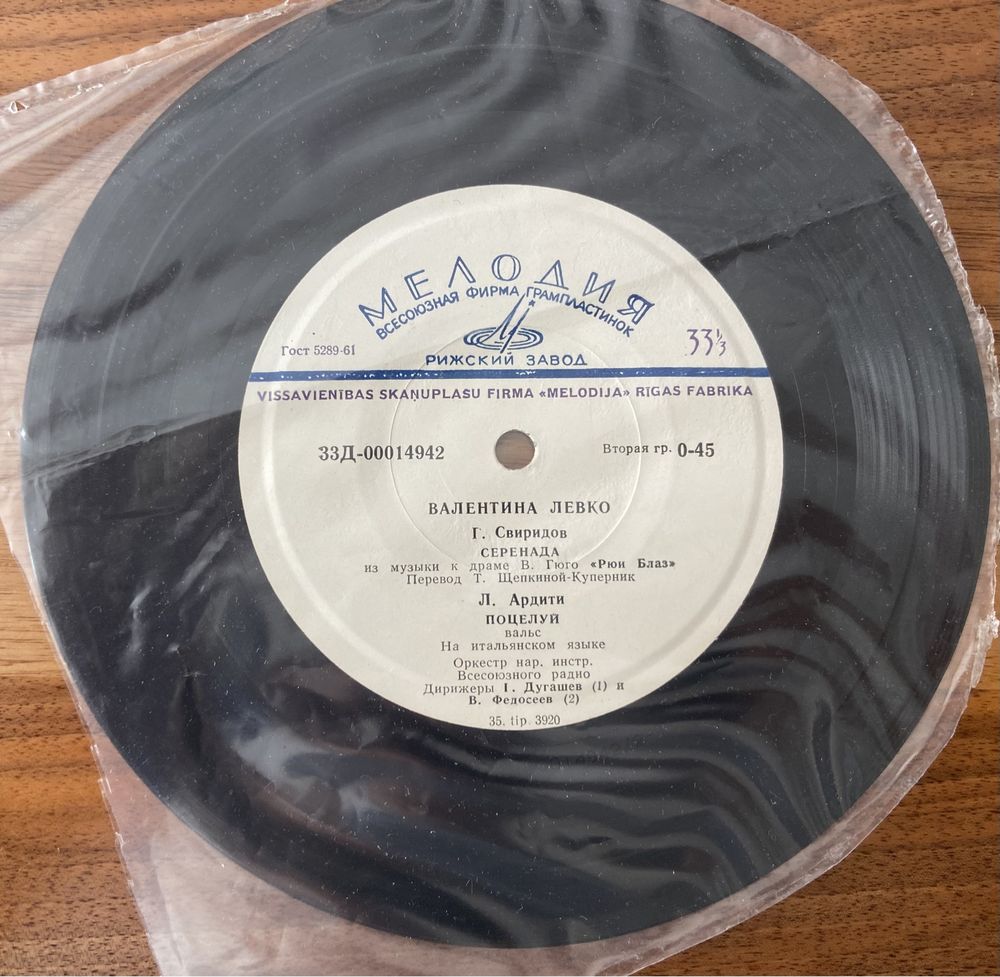 МЕЛОДИЯ
ВСЕСОЮЗНАЯ ФИРМА ГРАМПЛАСТИНОК
Гост 5289-61
РИЖСКИЙ ЗАВОД
33⅓
VISSAVIENĪBAS SKAŅUPLAŠU FIRMA «MELODIJA» RĪGAS FABRIKA
33Д-00014942
Вторая гр. 0-45
ВАЛЕНТИНА ЛЕВКО
Г. Свиридов
СЕРЕНАДА
из музыки к драме В. Гюго «Рюи Блаз»
Перевод Т. Щепкиной-Куперник
Л. Ардити
ПОЦЕЛУЙ
вальс
На итальянском языке
Оркестр нар. инстр.
Всесоюзного радио
Дирижеры Г. Дугашев (1) и
В. Федосеев (2)
35. tip. 3920